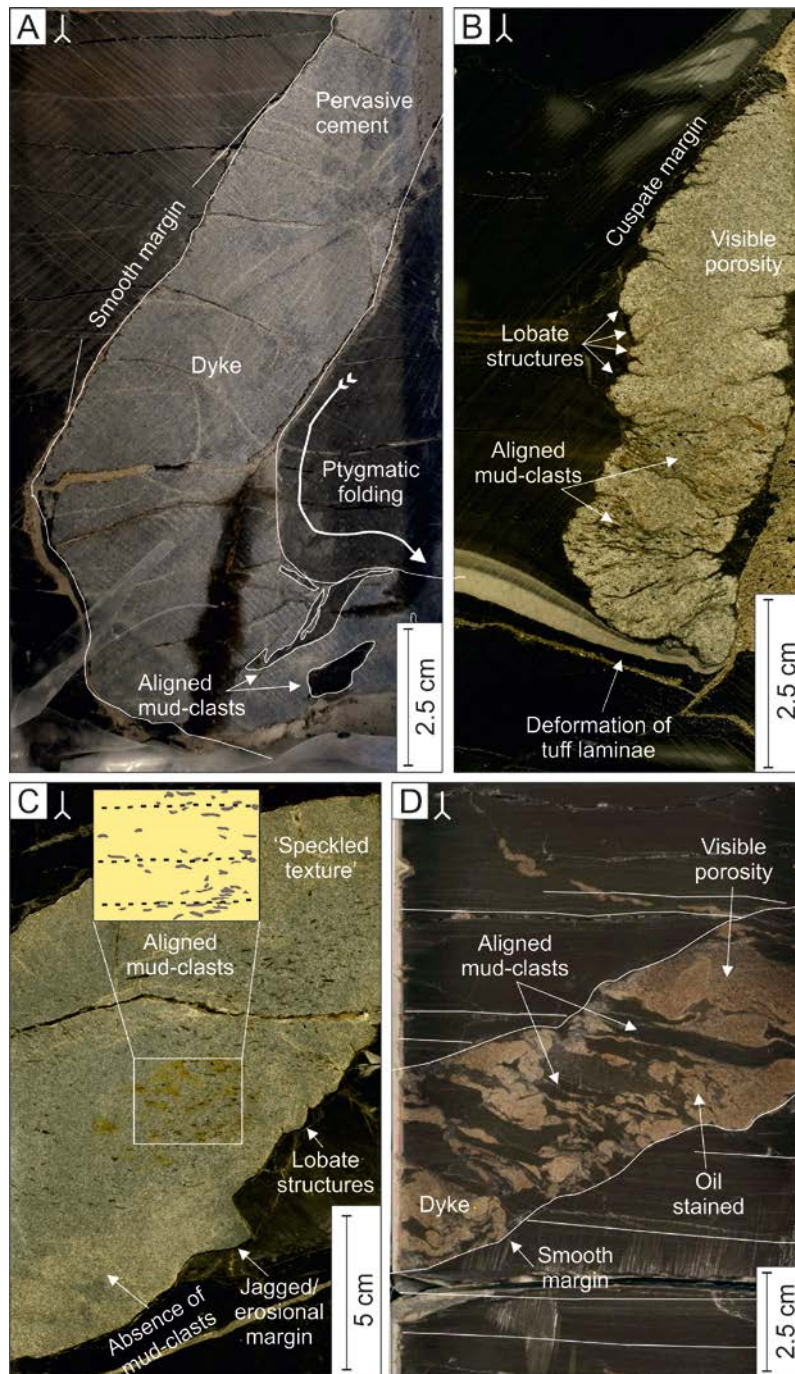 A
Pervasive
cement
Smooth margin
Dyke
Ptygmatic
folding
Aligned
mud-clasts
2.5 cm
B
Cuspate margin
Visible
porosity
Lobate
structures
Aligned
mud-clasts
Deformation of
tuff laminae
2.5 cm
C
'Speckled
texture'
Aligned
mud-clasts
Lobate
structures
Absence of
mud-clasts
Jagged/
erosional
margin
5 cm
D
Visible
porosity
Aligned
mud-clasts
Dyke
Oil
stained
Smooth
margin
2.5 cm